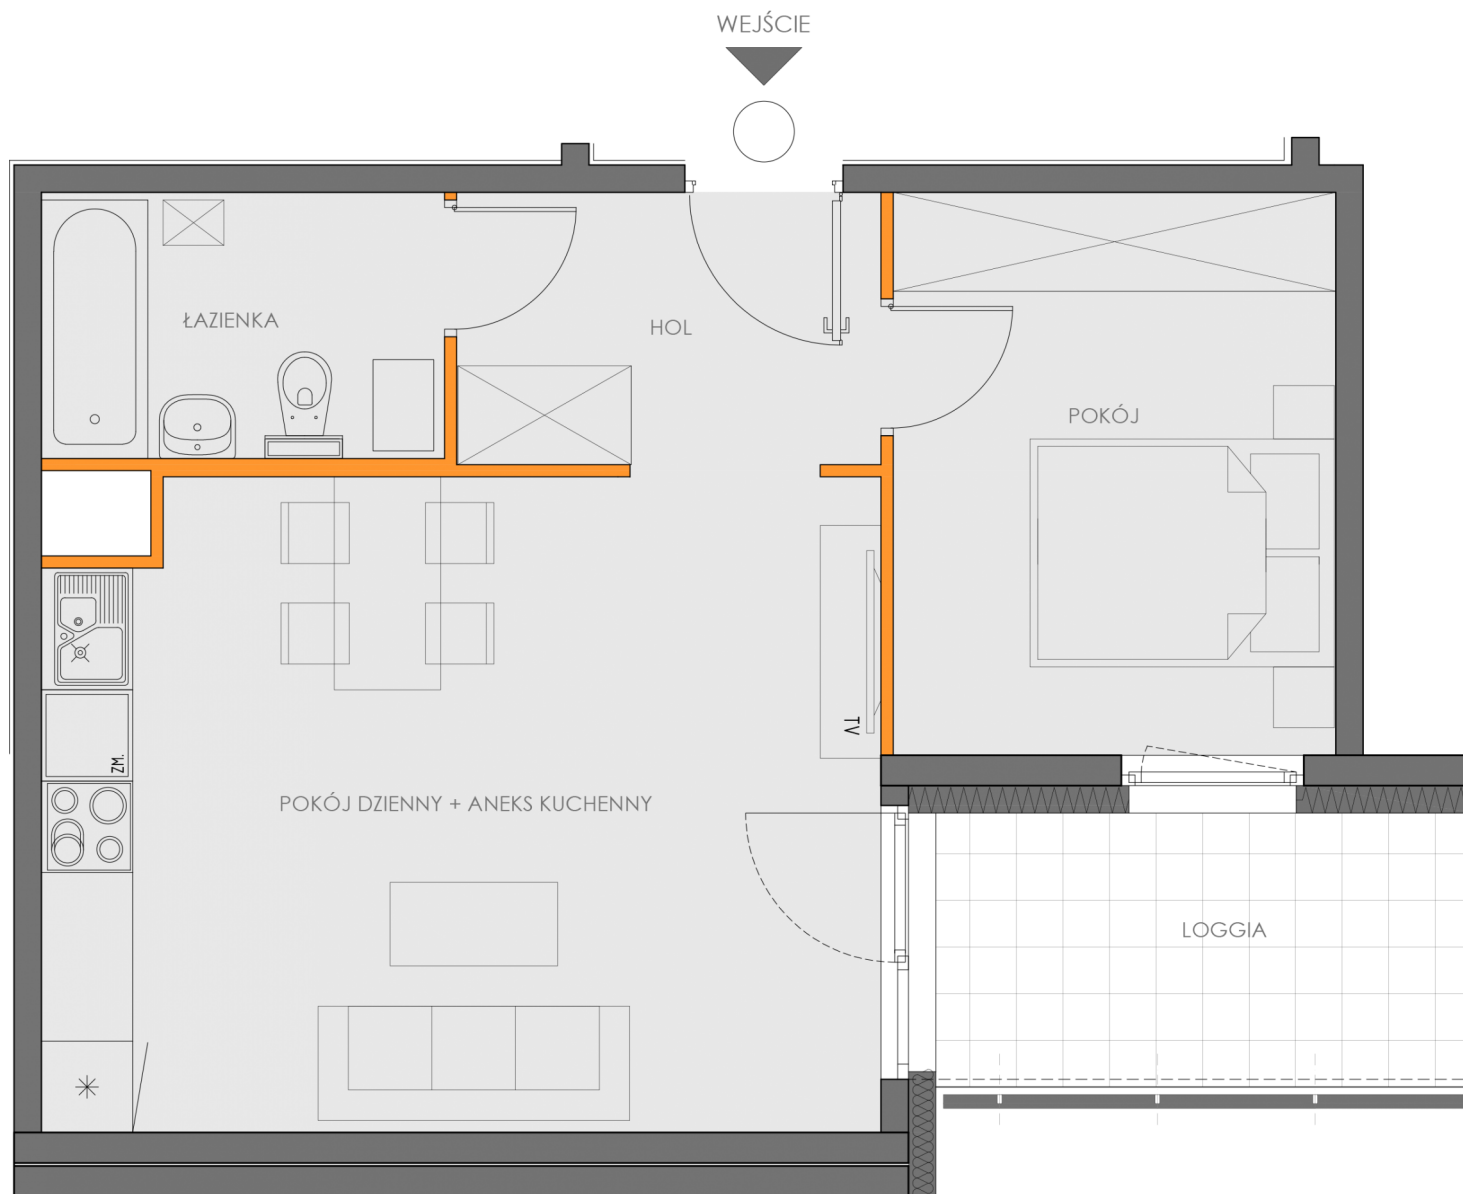 WEJŚCIE
ŁAZIENKA
HOL
POKÓJ
TV
ZM.
POKÓJ DZIENNY + ANEKS KUCHENNY
LOGGIA